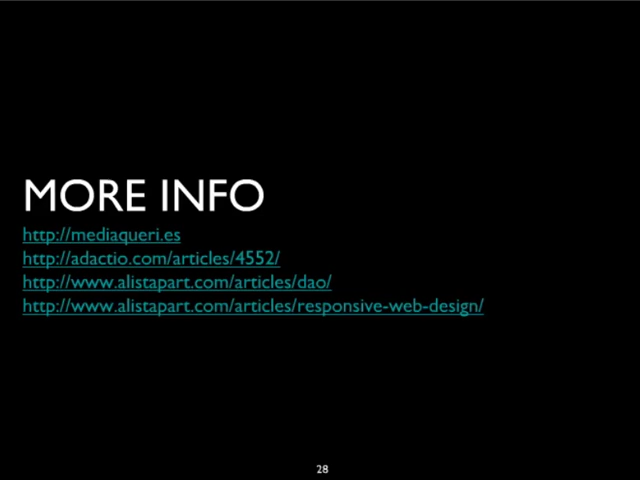 MORE INFO
http://mediaqueri.es
http://adactio.com/articles/4552/
http://www.alistapart.com/articles/dao/
http://www.alistapart.com/articles/responsive-web-design/
28